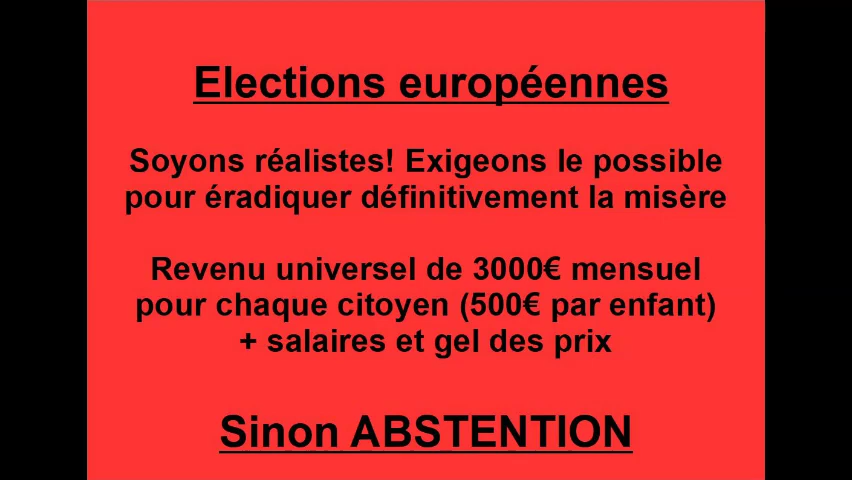 Elections européennes
Soyons réalistes! Exigeons le possible
pour éradiquer définitivement la misère
Revenu universel de 3000€ mensuel
pour chaque citoyen (500€ par enfant)
+ salaires et gel des prix
Sinon ABSTENTION